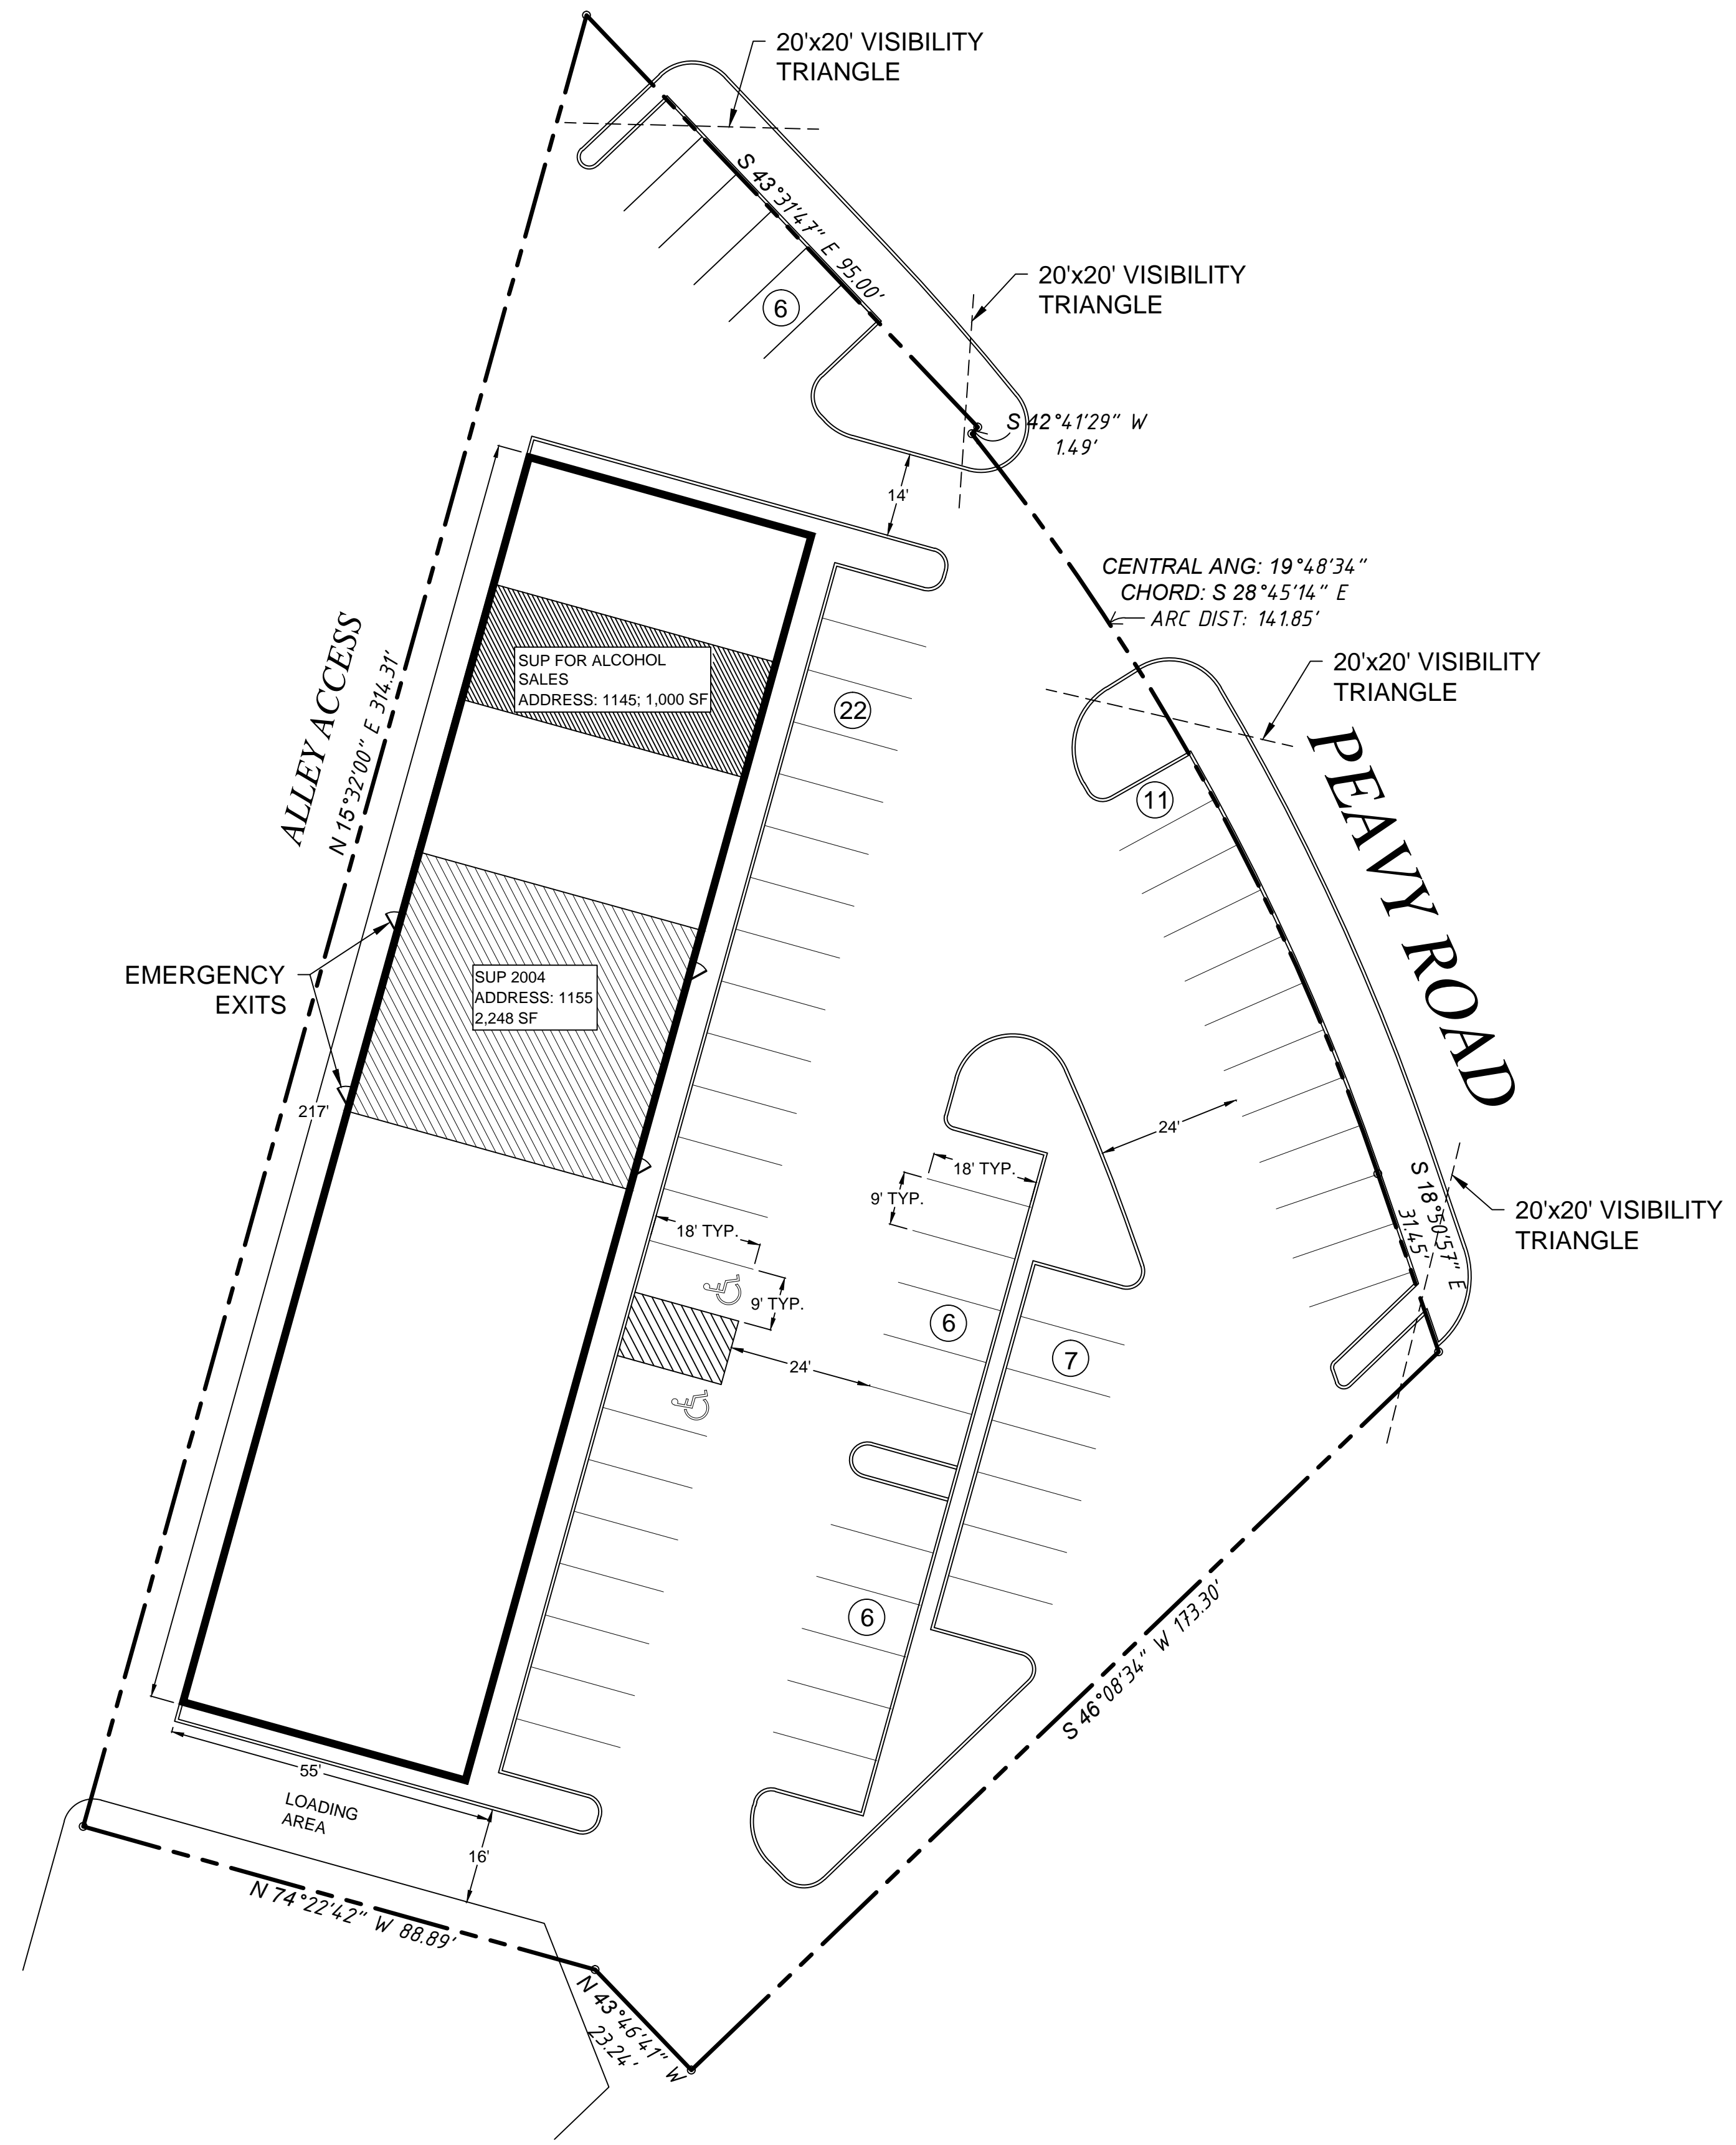 20'x20' VISIBILITY
TRIANGLE
S 43°31'47" E 95.00'
6
20'x20' VISIBILITY
TRIANGLE
S 42°41'29" W
1.49'
14'
CENTRAL ANG: 19°48'34"
CHORD: S 28°45'14" E
ARC DIST: 141.85'
20'x20' VISIBILITY
TRIANGLE
ALLEY ACCESS
N 15°32'00" E 314.31'
SUP FOR ALCOHOL
SALES
ADDRESS: 1145; 1,000 SF
22
11
PEAVY ROAD
EMERGENCY
EXITS
SUP 2004
ADDRESS: 1155
2,248 SF
217'
24'
18' TYP.
9' TYP.
18' TYP.
9' TYP.
S 18°50'57" E
31.45'
20'x20' VISIBILITY
TRIANGLE
6
7
24'
6
S 46°08'34" W 173.30'
55'
LOADING
AREA
16'
N 74°22'42" W 88.89'
N 43°46'41" W
23.24'